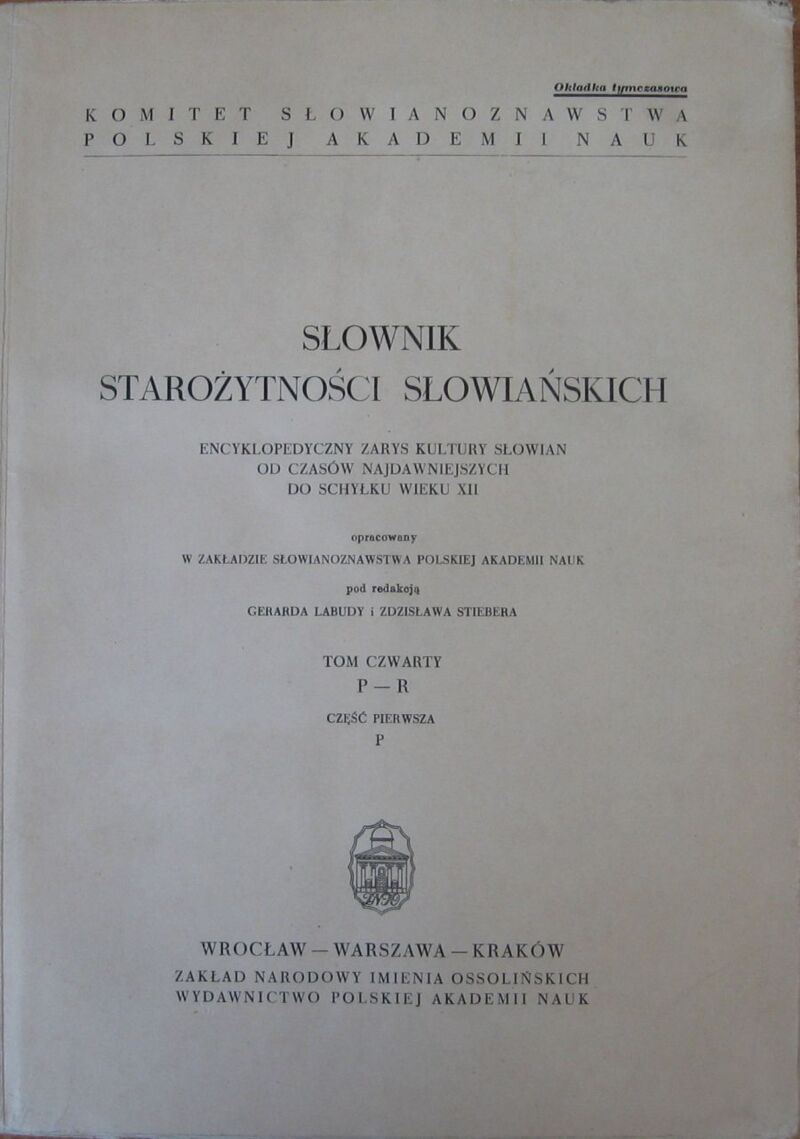 Okładka tymczasowa
KOMITET SŁOWIANOZNAWSTWA
POLSKIEJ AKADEMII NAUK
SŁOWNIK
STAROŻYTNOŚCI SŁOWIAŃSKICH
ENCYKLOPEDYCZNY ZARYS KULTURY SŁOWIAN
OD CZASÓW NAJDAWNIEJSZYCH
DO SCHYŁKU WIEKU XII
opracowany
W ZAKŁADZIE SŁOWIANOZNAWSTWA POLSKIEJ AKADEMII NAUK
pod redakcją
GERARDA LABUDY i ZDZISŁAWA STIEBERA
TOM CZWARTY
P — R
CZĘŚĆ PIERWSZA
P
WROCŁAW — WARSZAWA — KRAKÓW
ZAKŁAD NARODOWY IMIENIA OSSOLIŃSKICH
WYDAWNICTWO POLSKIEJ AKADEMII NAUK